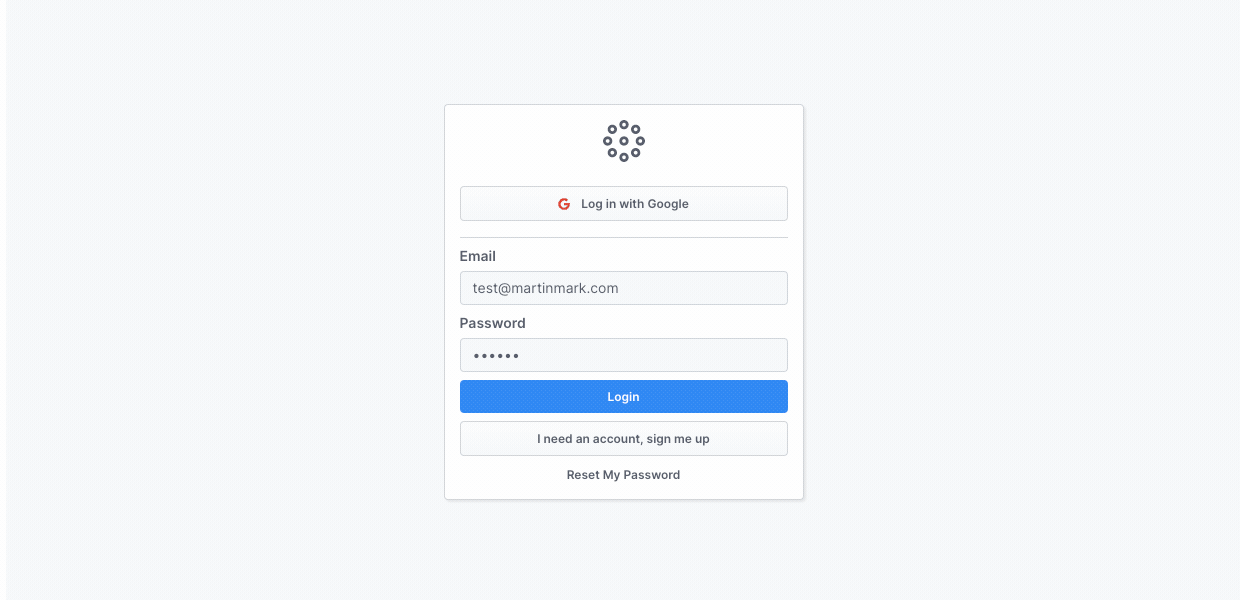 Log in with Google
Email
test@martinmark.com
Password
••••••
Login
I need an account, sign me up
Reset My Password